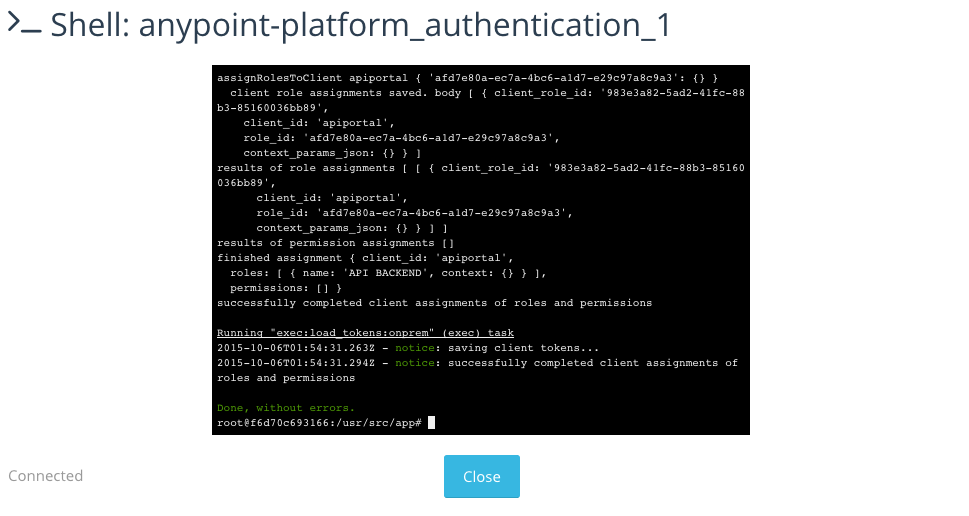 >_ Shell: anypoint-platform_authentication_1
assignRolesToClient apiportal { 'afd7e80a-ec7a-4bc6-a1d7-e29c97a8c9a3': {} }
client role assignments saved. body [ { client_role_id: '983e3a82-5ad2-41fc-88
b3-85160036bb89',
client_id: 'apiportal',
role_id: 'afd7e80a-ec7a-4bc6-a1d7-e29c97a8c9a3',
context_params_json: {} } ]
results of role assignments [ [ { client_role_id: '983e3a82-5ad2-41fc-88b3-85160
036bb89',
client_id: 'apiportal',
role_id: 'afd7e80a-ec7a-4bc6-a1d7-e29c97a8c9a3',
context_params_json: {} } ] ]
results of permission assignments []
finished assignment { client_id: 'apiportal',
roles: [ { name: 'API BACKEND', context: {} } ],
permissions: [] }
successfully completed client assignments of roles and permissions
Running "exec:load_tokens:onprem" (exec) task
2015-10-06T01:54:31.263Z - notice: saving client tokens...
2015-10-06T01:54:31.294Z - notice: successfully completed client assignments of
roles and permissions
Done, without errors.
root@f6d70c693166:/usr/src/app#
Connected
Close